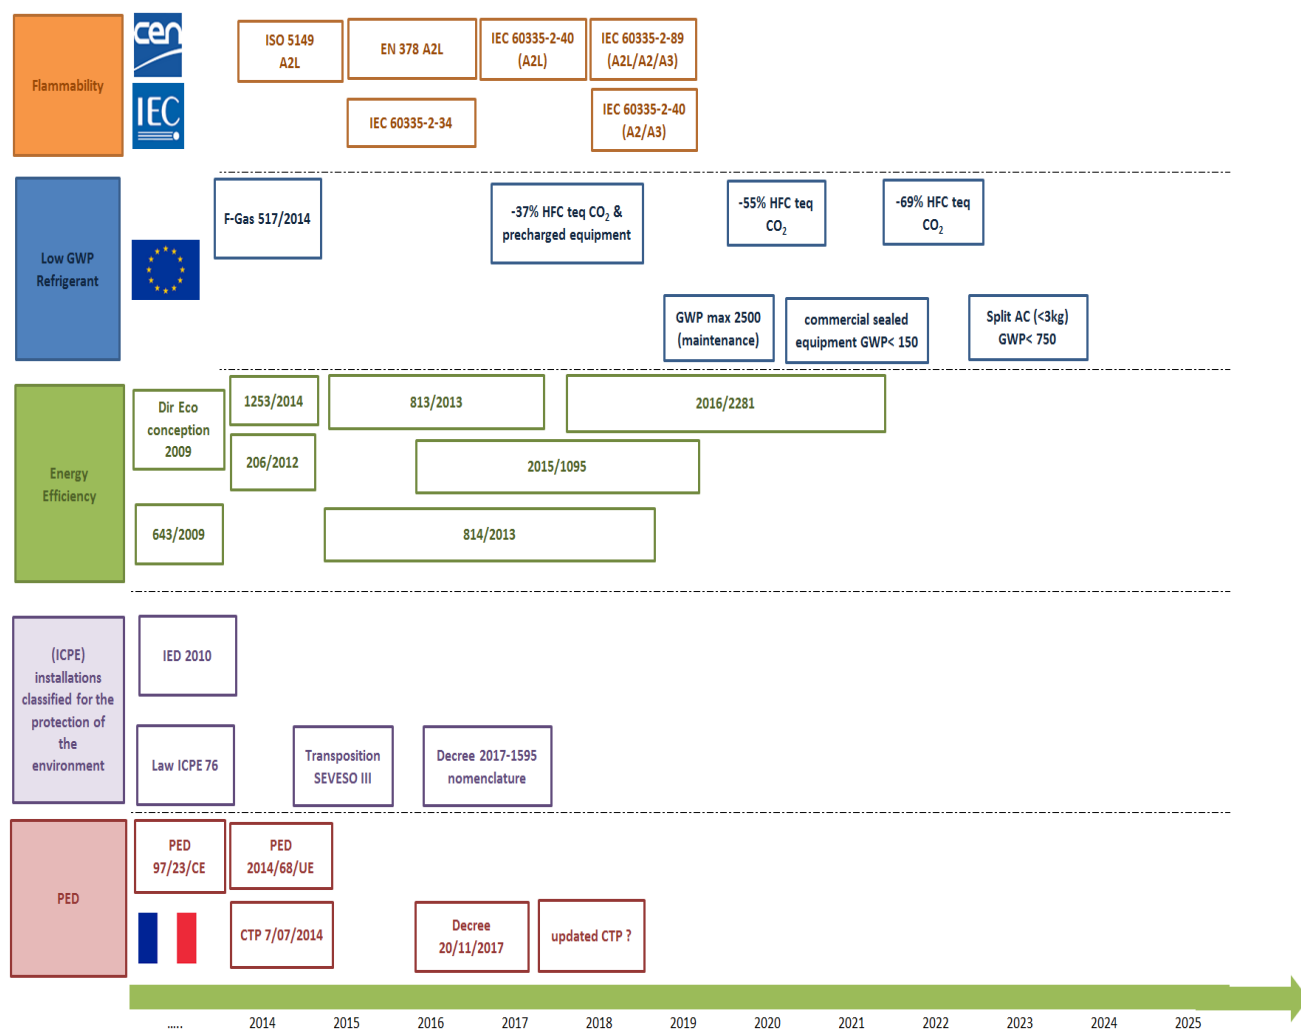 Flammability
cen
IEC
ISO 5149
A2L
EN 378 A2L
IEC 60335-2-40
(A2L)
IEC 60335-2-89
(A2L/A2/A3)
IEC 60335-2-34
IEC 60335-2-40
(A2/A3)
Low GWP
Refrigerant
F-Gas 517/2014
-37% HFC teq CO₂ &
precharged equipment
-55% HFC teq
CO₂
-69% HFC teq
CO₂
GWP max 2500
(maintenance)
commercial sealed
equipment GWP< 150
Split AC (<3kg)
GWP< 750
Energy
Efficiency
Dir Eco
conception
2009
1253/2014
813/2013
2016/2281
206/2012
2015/1095
643/2009
814/2013
(ICPE)
installations
classified for the
protection of
the
environment
IED 2010
Law ICPE 76
Transposition
SEVESO III
Decree 2017-1595
nomenclature
PED
PED
97/23/CE
PED
2014/68/UE
CTP 7/07/2014
Decree
20/11/2017
updated CTP ?
.....
2014
2015
2016
2017
2018
2019
2020
2021
2022
2023
2024
2025